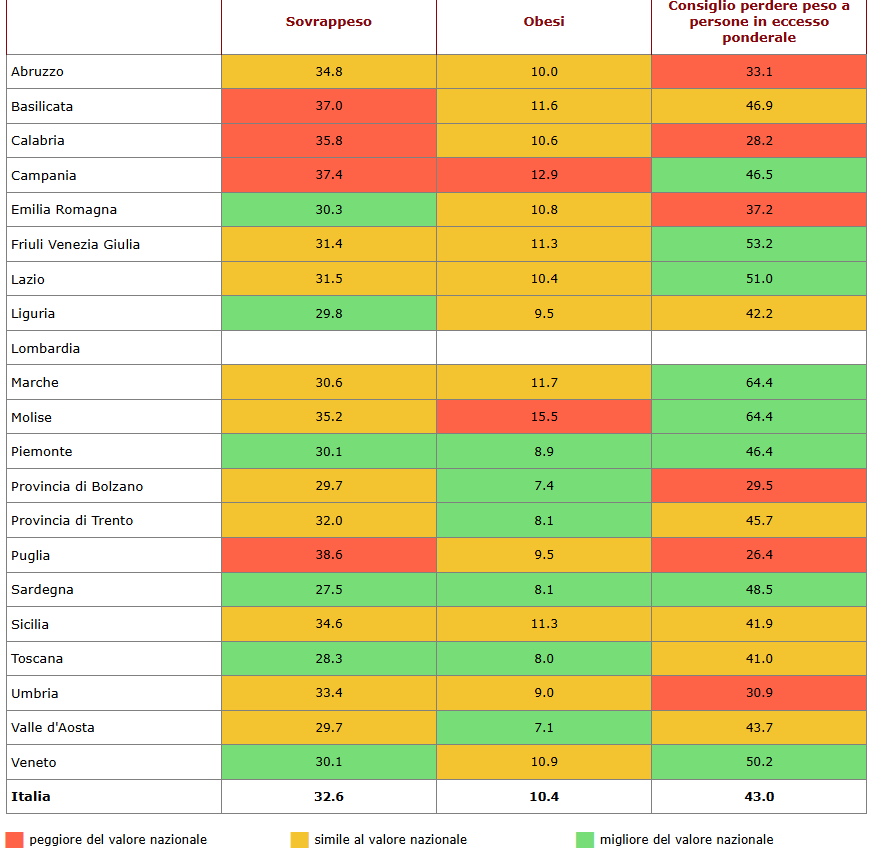 Sovrappeso Obesi Consiglio perdere peso a
persone in eccesso
ponderale
Abruzzo 34.8 10.0 33.1
Basilicata 37.0 11.6 46.9
Calabria 35.8 10.6 28.2
Campania 37.4 12.9 46.5
Emilia Romagna 30.3 10.8 37.2
Friuli Venezia Giulia 31.4 11.3 53.2
Lazio 31.5 10.4 51.0
Liguria 29.8 9.5 42.2
Lombardia
Marche 30.6 11.7 64.4
Molise 35.2 15.5 64.4
Piemonte 30.1 8.9 46.4
Provincia di Bolzano 29.7 7.4 29.5
Provincia di Trento 32.0 8.1 45.7
Puglia 38.6 9.5 26.4
Sardegna 27.5 8.1 48.5
Sicilia 34.6 11.3 41.9
Toscana 28.3 8.0 41.0
Umbria 33.4 9.0 30.9
Valle d'Aosta 29.7 7.1 43.7
Veneto 30.1 10.9 50.2
Italia 32.6 10.4 43.0
peggiore del valore nazionale simile al valore nazionale migliore del valore nazionale